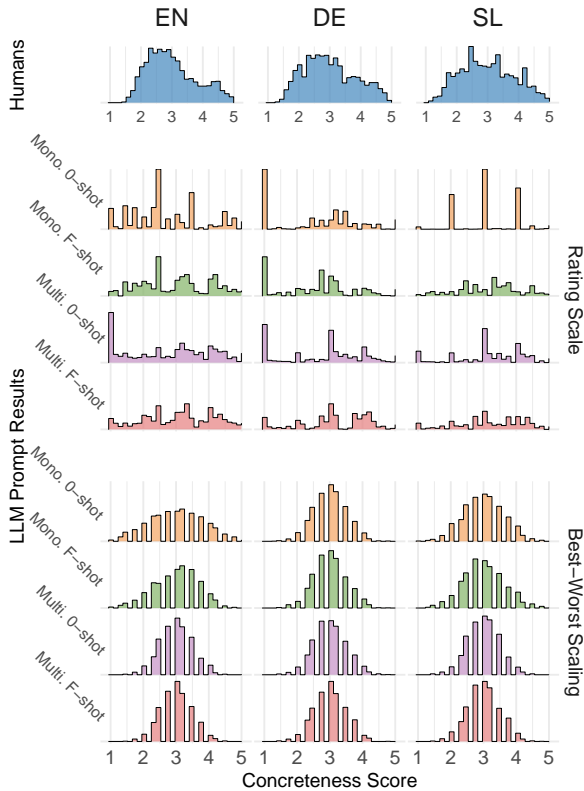 EN DE SL
Humans
1 2 3 4 5 1 2 3 4 5 1 2 3 4 5
LLM Prompt Results
Mono. 0−shot
Mono. F−shot
Multi. 0−shot
Multi. F−shot
Rating Scale
Mono. 0−shot
Mono. F−shot
Multi. 0−shot
Multi. F−shot
Best−Worst Scaling
1 2 3 4 5 1 2 3 4 5 1 2 3 4 5
Concreteness Score